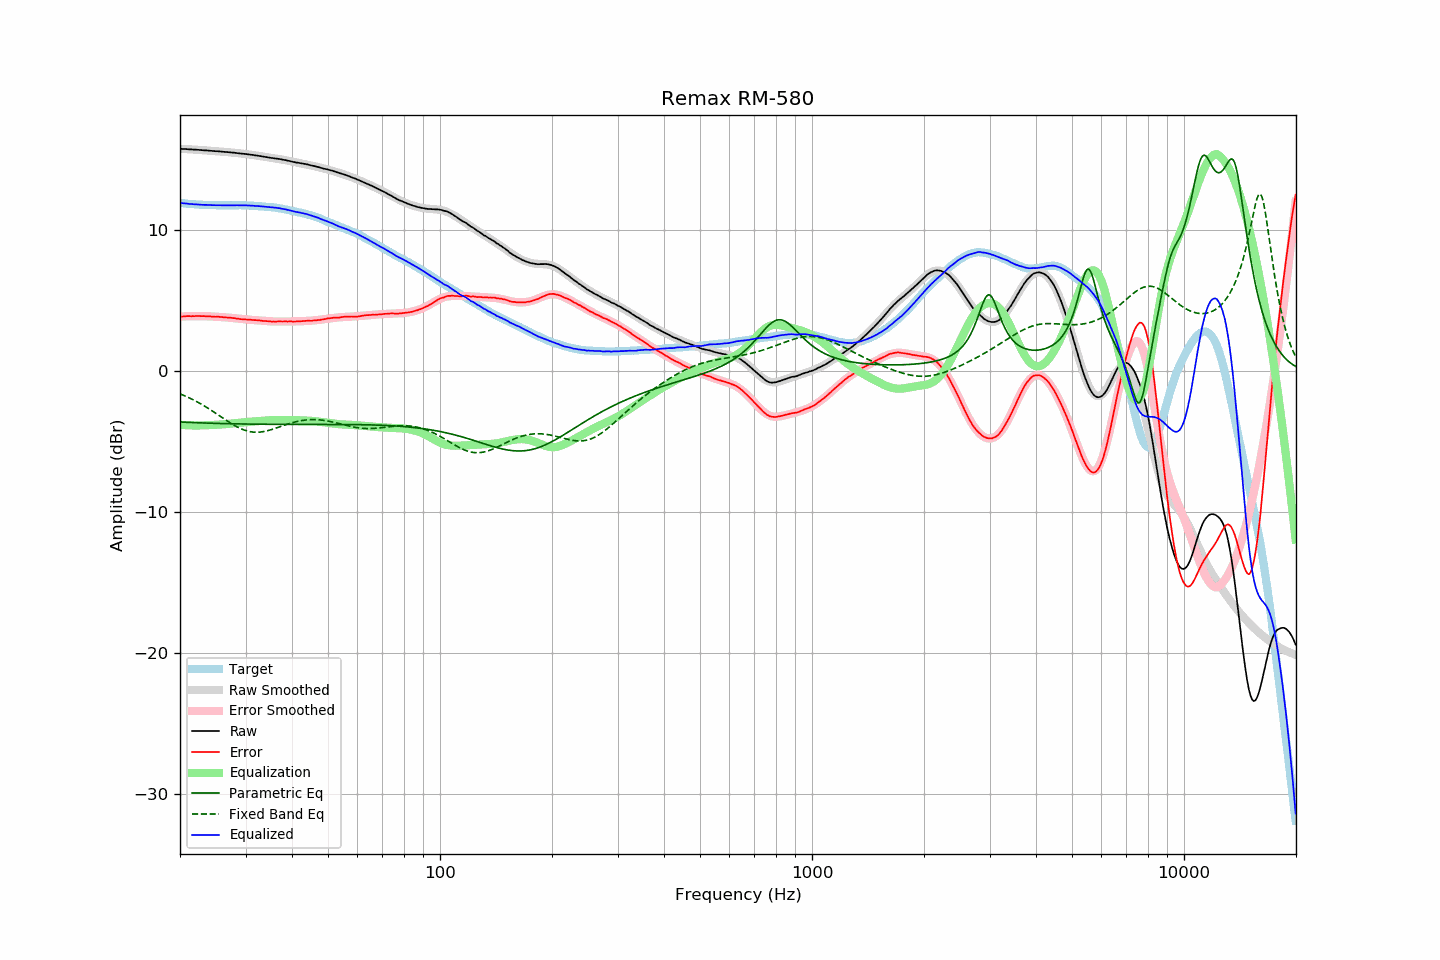 Remax RM-580
10
0
−10
−20
−30
Amplitude (dBr)
Target
Raw Smoothed
Error Smoothed
Raw
Error
Equalization
Parametric Eq
Fixed Band Eq
Equalized
100
1000
10000
Frequency (Hz)